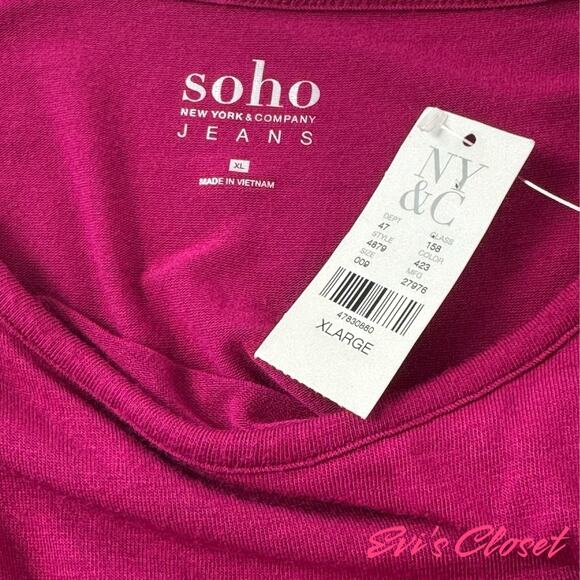 soho
NEW YORK & COMPANY
JEANS
XL
MADE IN VIETNAM
NY
&C
DEPT CLASS
47 158
STYLE COLOR
4879 423
SIZE MFG
009 27976
47830880
XLARGE
Evi's Closet